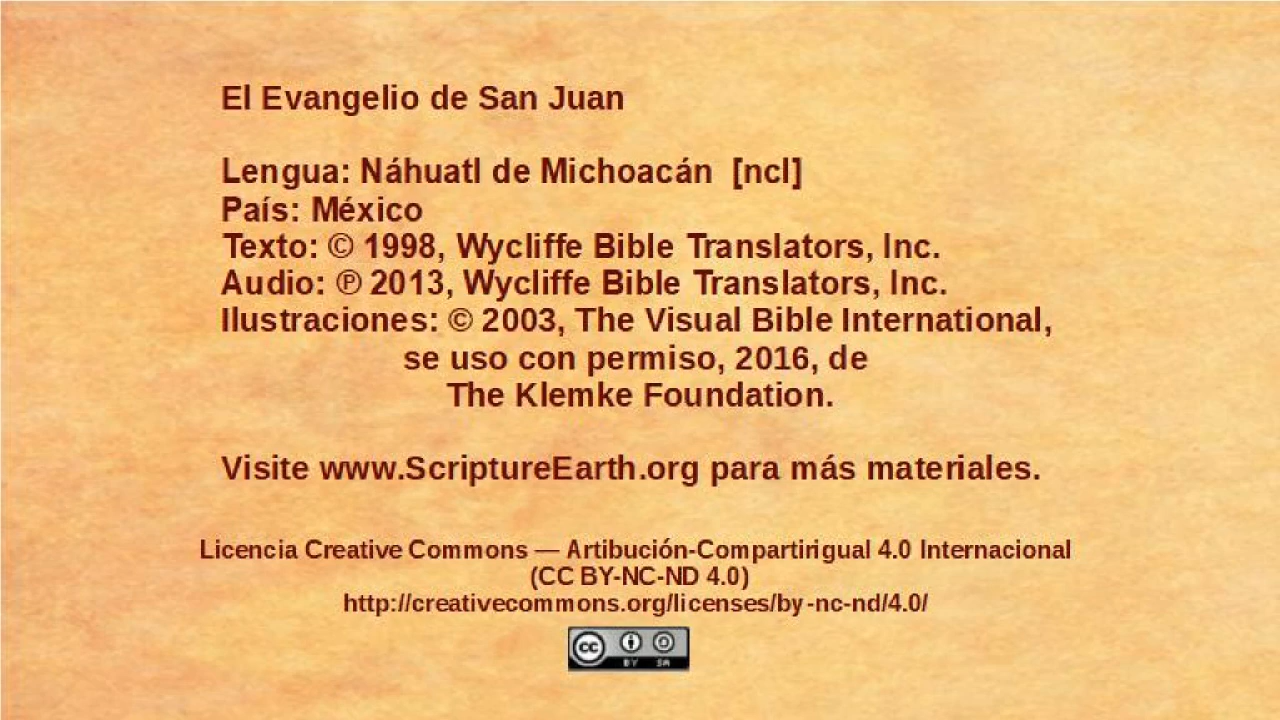 El Evangelio de San Juan
Lengua: Náhuatl de Michoacán [ncl]
País: México
Texto: © 1998, Wycliffe Bible Translators, Inc.
Audio: ℗ 2013, Wycliffe Bible Translators, Inc.
Ilustraciones: © 2003, The Visual Bible International,
se uso con permiso, 2016, de
The Klemke Foundation.
Visite www.ScriptureEarth.org para más materiales.
Licencia Creative Commons — Artibución-Compartirigual 4.0 Internacional
(CC BY-NC-ND 4.0)
http://creativecommons.org/licenses/by-nc-nd/4.0/
cc BY SA